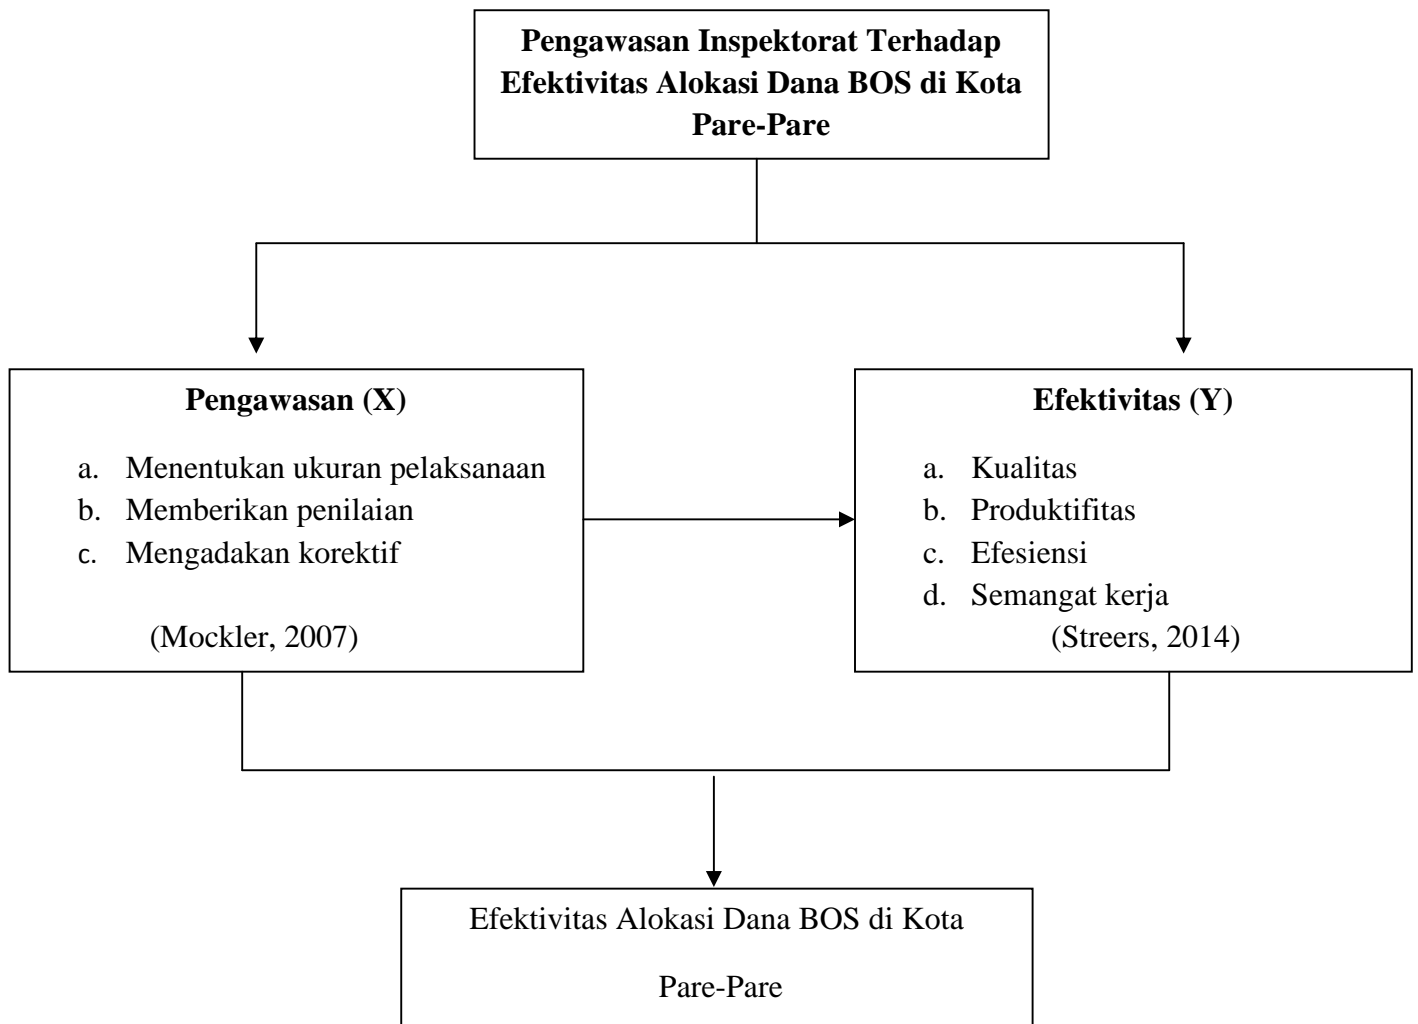 Pengawasan Inspektorat Terhadap
Efektivitas Alokasi Dana BOS di Kota
Pare-Pare
Pengawasan (X)
a. Menentukan ukuran pelaksanaan
b. Memberikan penilaian
c. Mengadakan korektif
(Mockler, 2007)
Efektivitas (Y)
a. Kualitas
b. Produktifitas
c. Efesiensi
d. Semangat kerja
(Streers, 2014)
Efektivitas Alokasi Dana BOS di Kota
Pare-Pare